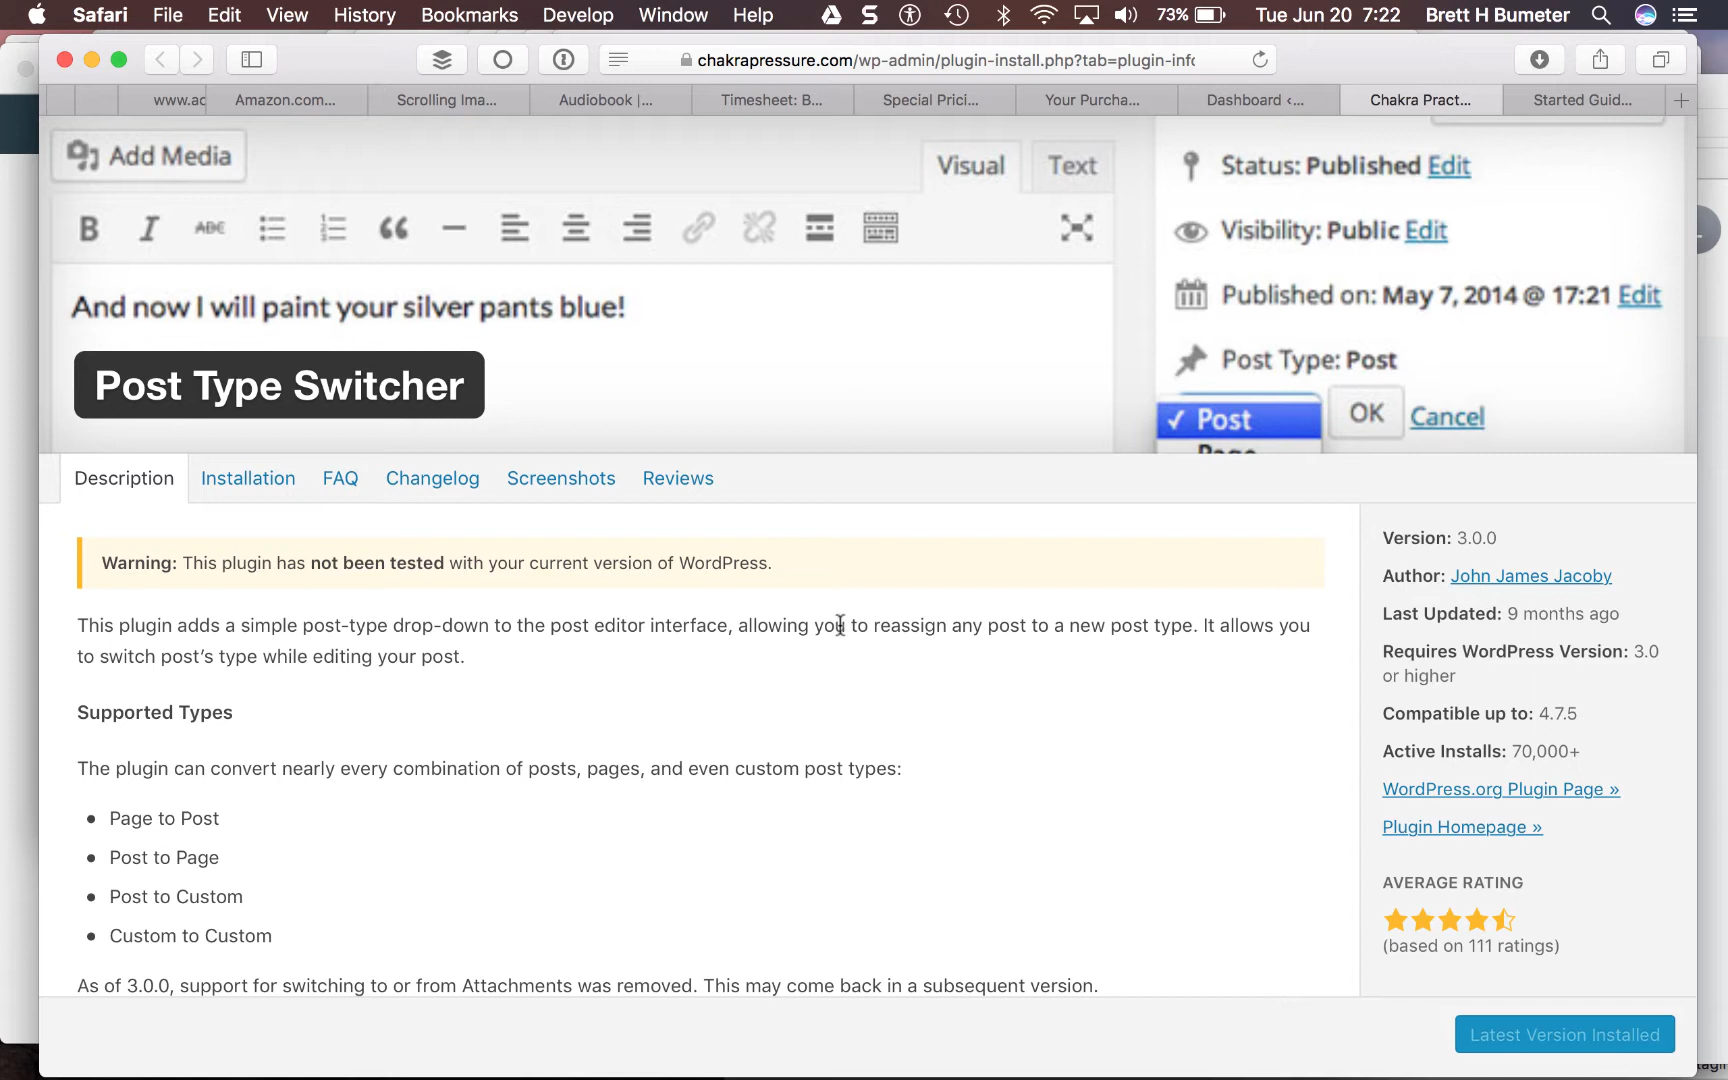 Safari File Edit View History Bookmarks Develop Window Help 73% Tue Jun 20 7:22 Brett H Bumeter
chakrapressure.com/wp-admin/plugin-install.php?tab=plugin-info
www.ac Amazon.com... Scrolling Ima... Audiobook |... Timesheet: B... Special Prici... Your Purcha... Dashboard <... Chakra Pract... Started Guid...
Add Media
Visual Text
B I ABC
And now I will paint your silver pants blue!
Post Type Switcher
Status: Published Edit
Visibility: Public Edit
Published on: May 7, 2014 @ 17:21 Edit
Post Type: Post
✓ Post OK Cancel
Page
Description Installation FAQ Changelog Screenshots Reviews
Warning: This plugin has not been tested with your current version of WordPress.
This plugin adds a simple post-type drop-down to the post editor interface, allowing you to reassign any post to a new post type. It allows you
to switch post’s type while editing your post.
Supported Types
The plugin can convert nearly every combination of posts, pages, and even custom post types:
• Page to Post
• Post to Page
• Post to Custom
• Custom to Custom
As of 3.0.0, support for switching to or from Attachments was removed. This may come back in a subsequent version.
Version: 3.0.0
Author: John James Jacoby
Last Updated: 9 months ago
Requires WordPress Version: 3.0
or higher
Compatible up to: 4.7.5
Active Installs: 70,000+
WordPress.org Plugin Page »
Plugin Homepage »
AVERAGE RATING
(based on 111 ratings)
Latest Version Installed